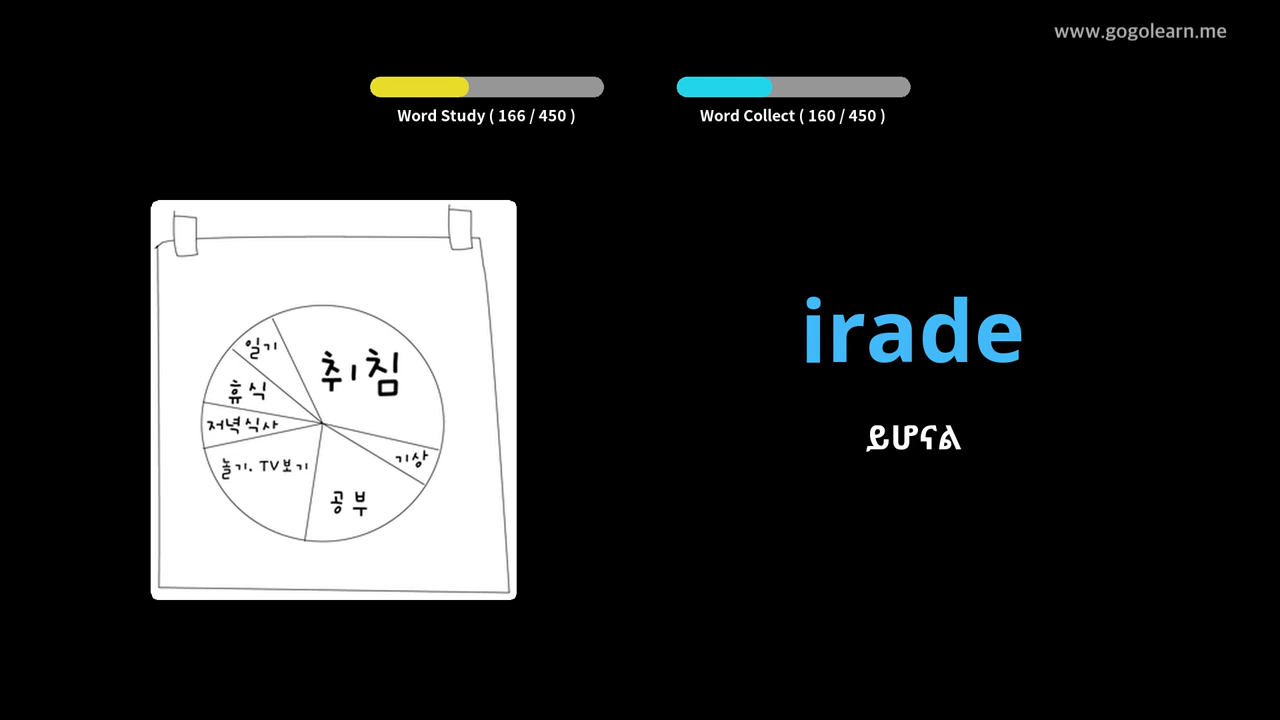 www.gogolearn.me
Word Study ( 166 / 450 )
Word Collect ( 160 / 450 )
일기
취침
휴식
저녁식사
놀기. TV보기
기상
공부
irade
ይሆናል